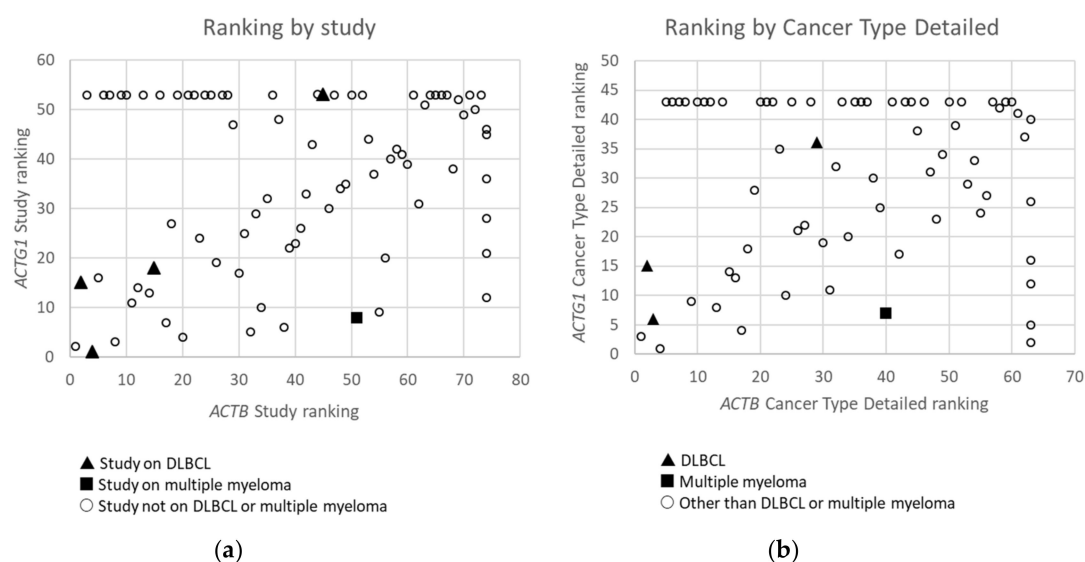 Ranking by study
60
50
40
30
20
10
0
ACTG1 Study ranking
0 10 20 30 40 50 60 70 80
ACTB Study ranking
Study on DLBCL
Study on multiple myeloma
Study not on DLBCL or multiple myeloma
(a)
Ranking by Cancer Type Detailed
50
45
40
35
30
25
20
15
10
5
0
ACTG1 Cancer Type Detailed ranking
0 10 20 30 40 50 60 70
ACTB Cancer Type Detailed ranking
DLBCL
Multiple myeloma
Other than DLBCL or multiple myeloma
(b)